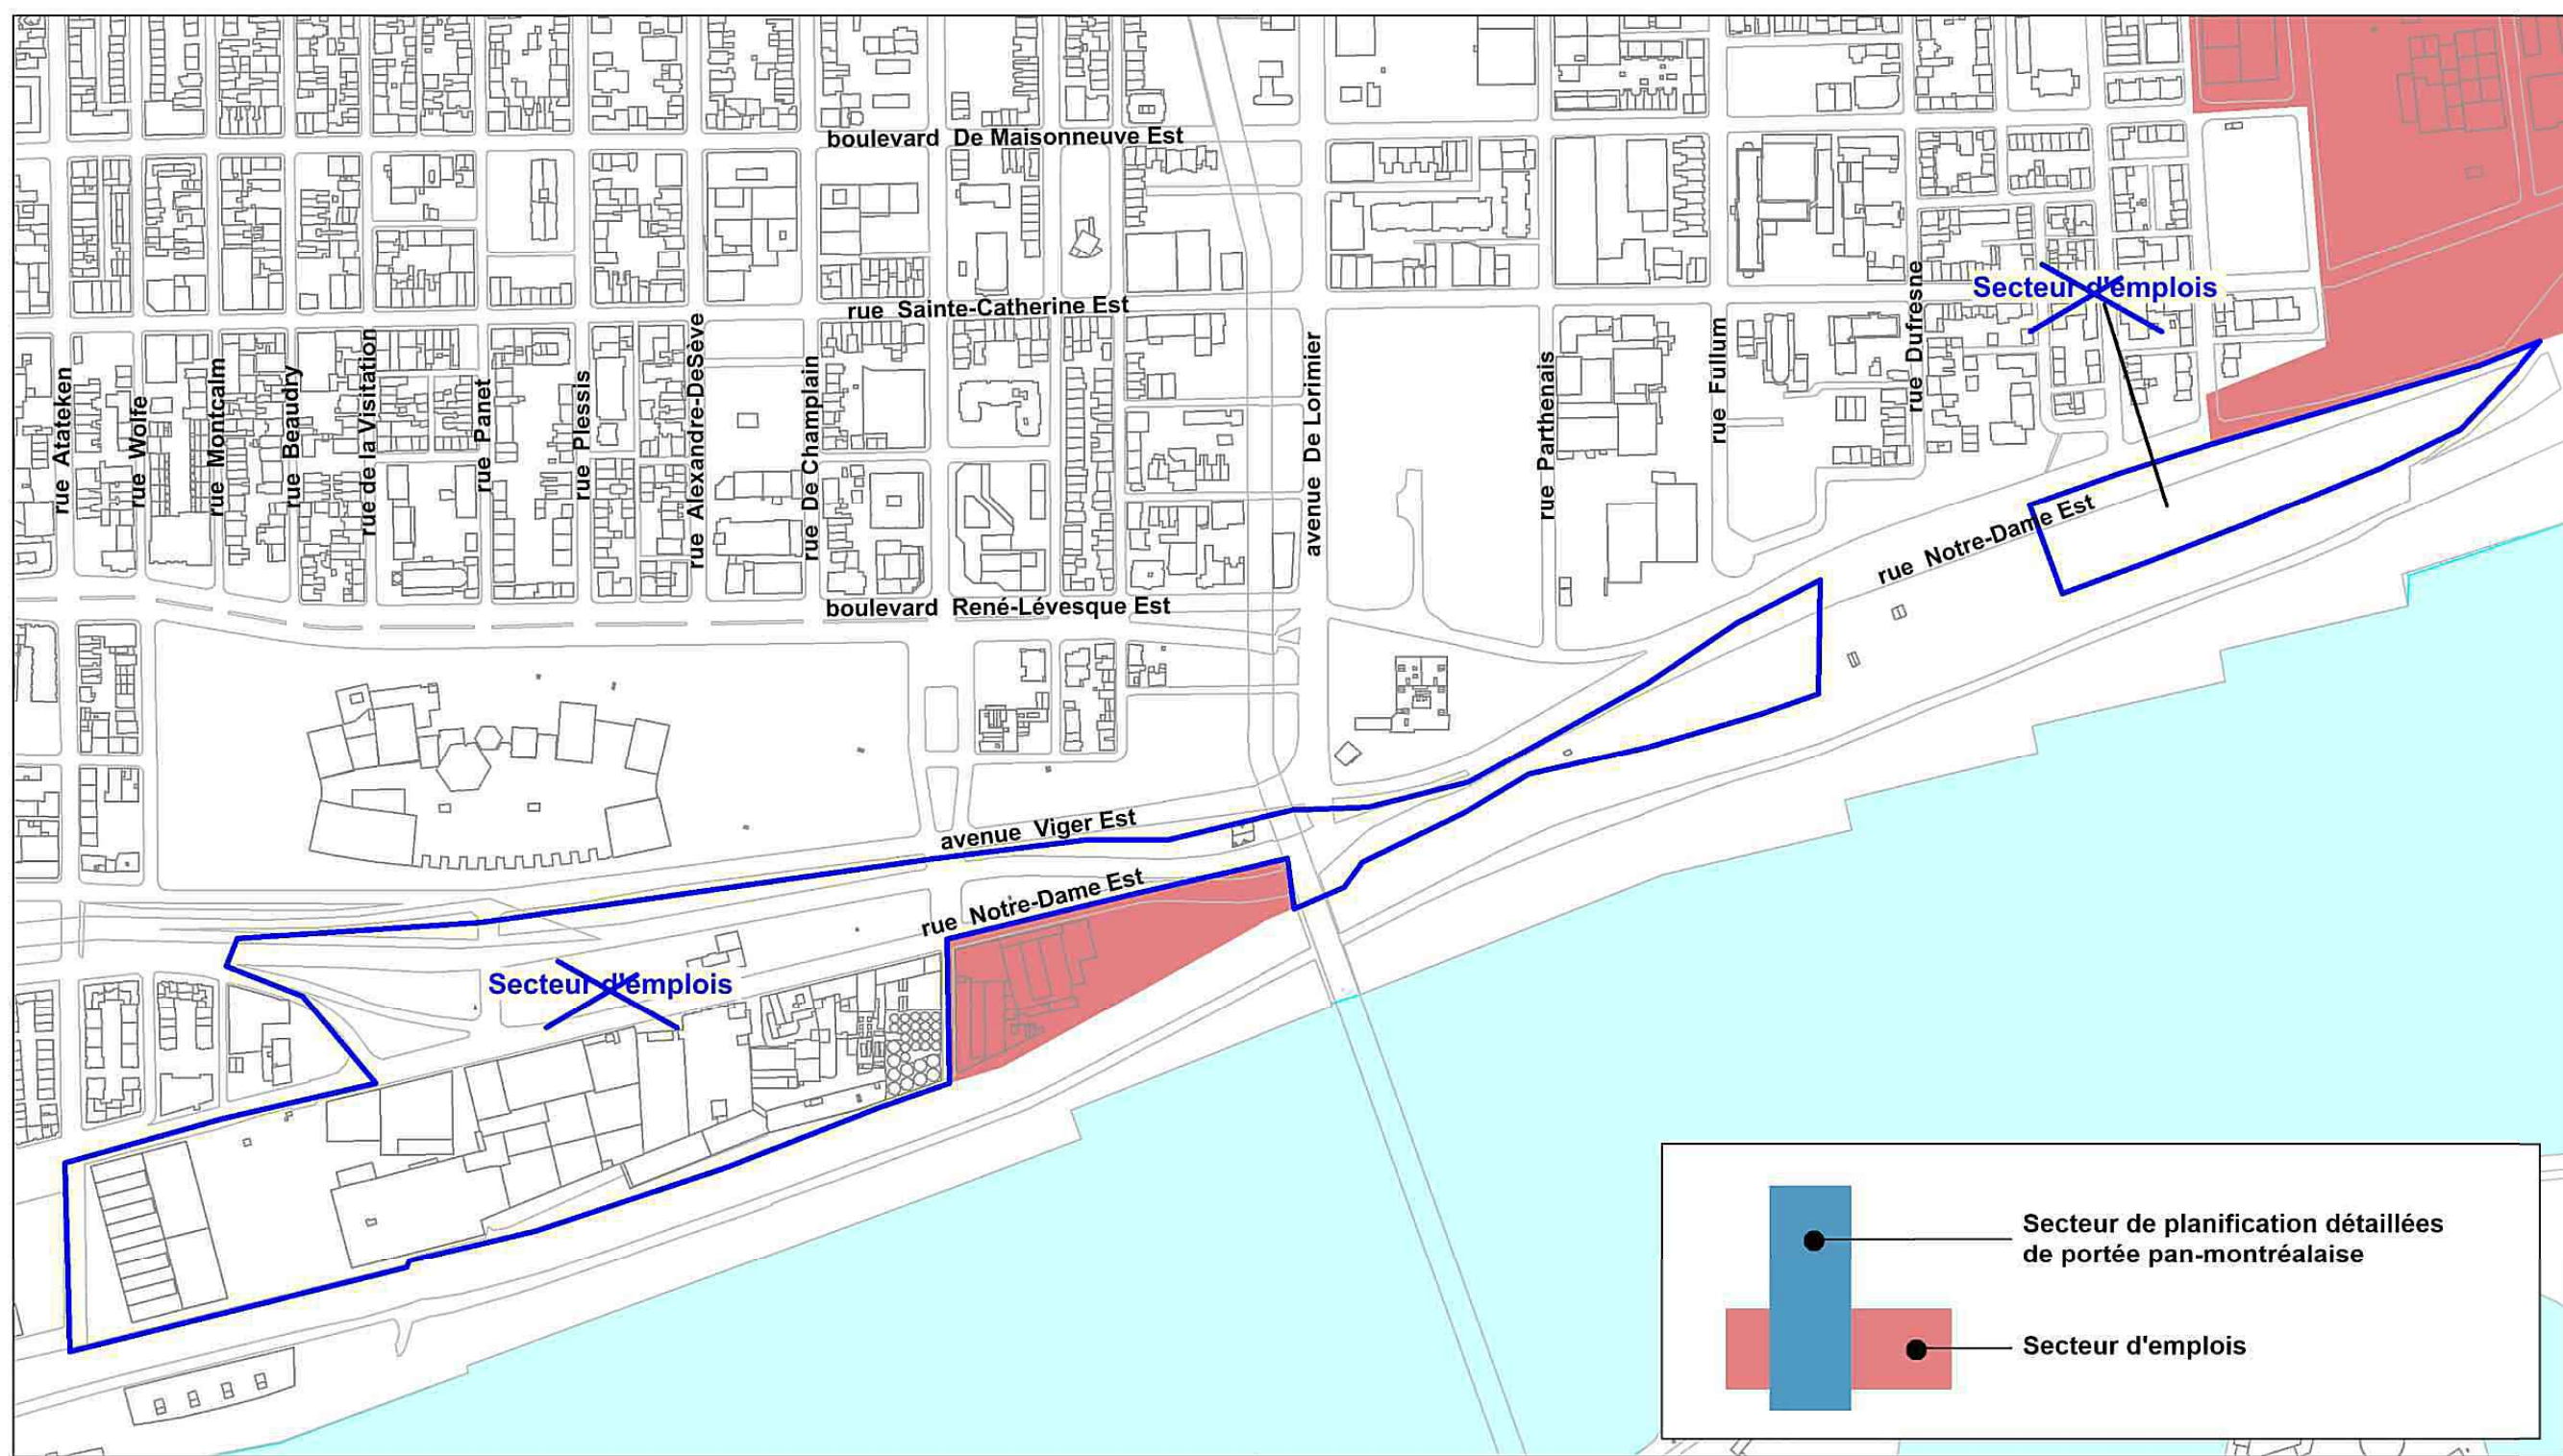 boulevard De Maisonneuve Est
rue Sainte-Catherine Est
Secteur d'emplois
rue Atateken
rue Wolfe
rue Montcalm
rue Beaudry
rue de la Visitation
rue Panet
rue Plessis
rue Alexandre-DeSève
rue De Champlain
avenue De Lorimier
rue Parthenais
rue Fullum
rue Dufresne
boulevard René-Lévesque Est
rue Notre-Dame Est
avenue Viger Est
rue Notre-Dame Est
Secteur d'emplois
Secteur de planification détaillées
de portée pan-montréalaise
Secteur d'emplois